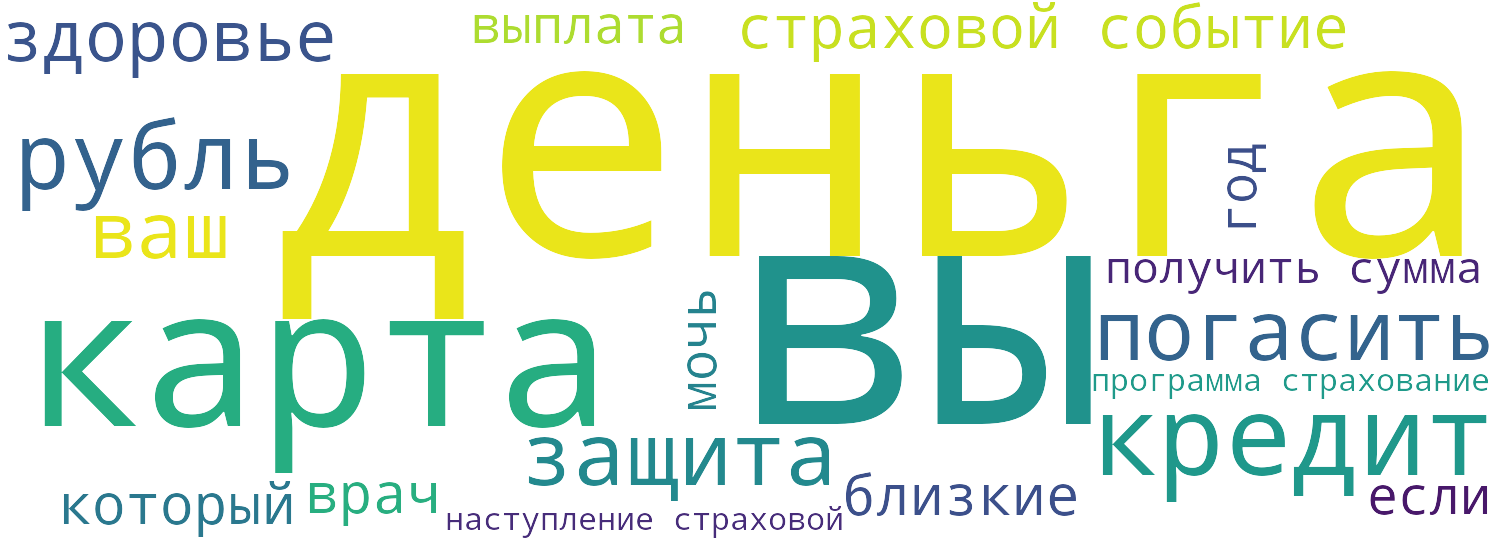 здоровье
выплата
страховой событие
деньга
рубль
ваш
год
получить сумма
вы
карта
мочь
погасить
программа страхование
кредит
защита
который
врач
наступление страховой
близкие
если